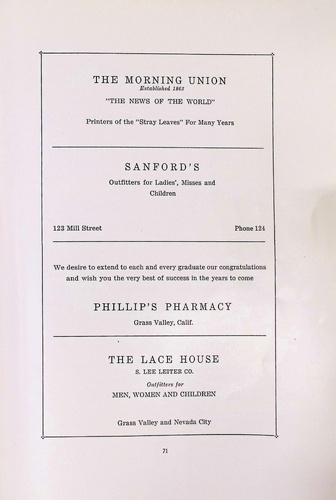 THE MORNING UNION
Established 1863
"THE NEWS OF THE WORLD"
Printers of the "Stray Leaves" For Many Years
SANFORD'S
Outfitters for Ladies', Misses and
Children
123 Mill Street Phone 124
We desire to extend to each and every graduate our congratulations
and wish you the very best of success in the years to come
PHILLIP'S PHARMACY
Grass Valley, Calif.
THE LACE HOUSE
S. LEE LEITER CO.
Outfitters for
MEN, WOMEN AND CHILDREN
Grass Valley and Nevada City
71